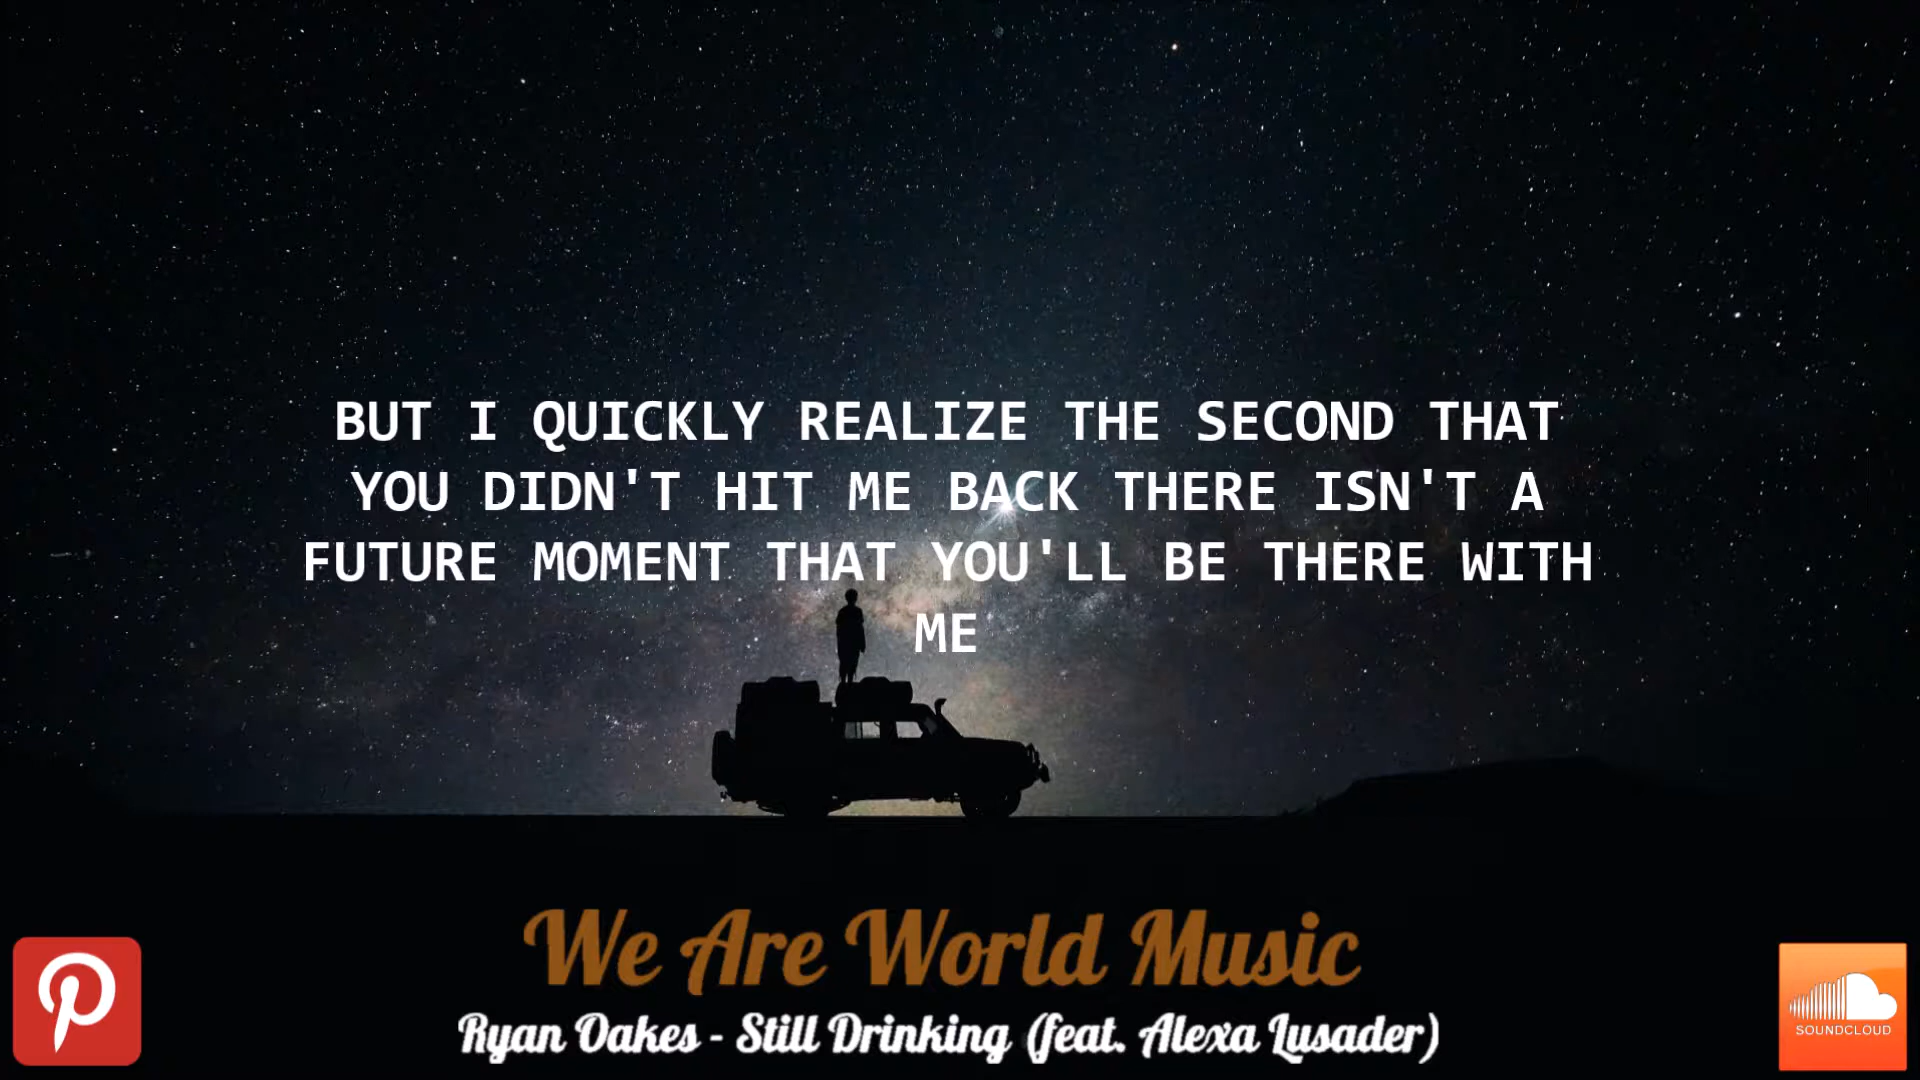 BUT I QUICKLY REALIZE THE SECOND THAT
YOU DIDN'T HIT ME BACK THERE ISN'T A
FUTURE MOMENT THAT YOU'LL BE THERE WITH
ME
We Are World Music
Ryan Oakes - Still Drinking (feat. Alexa Lusader)
SOUNDCLOUD